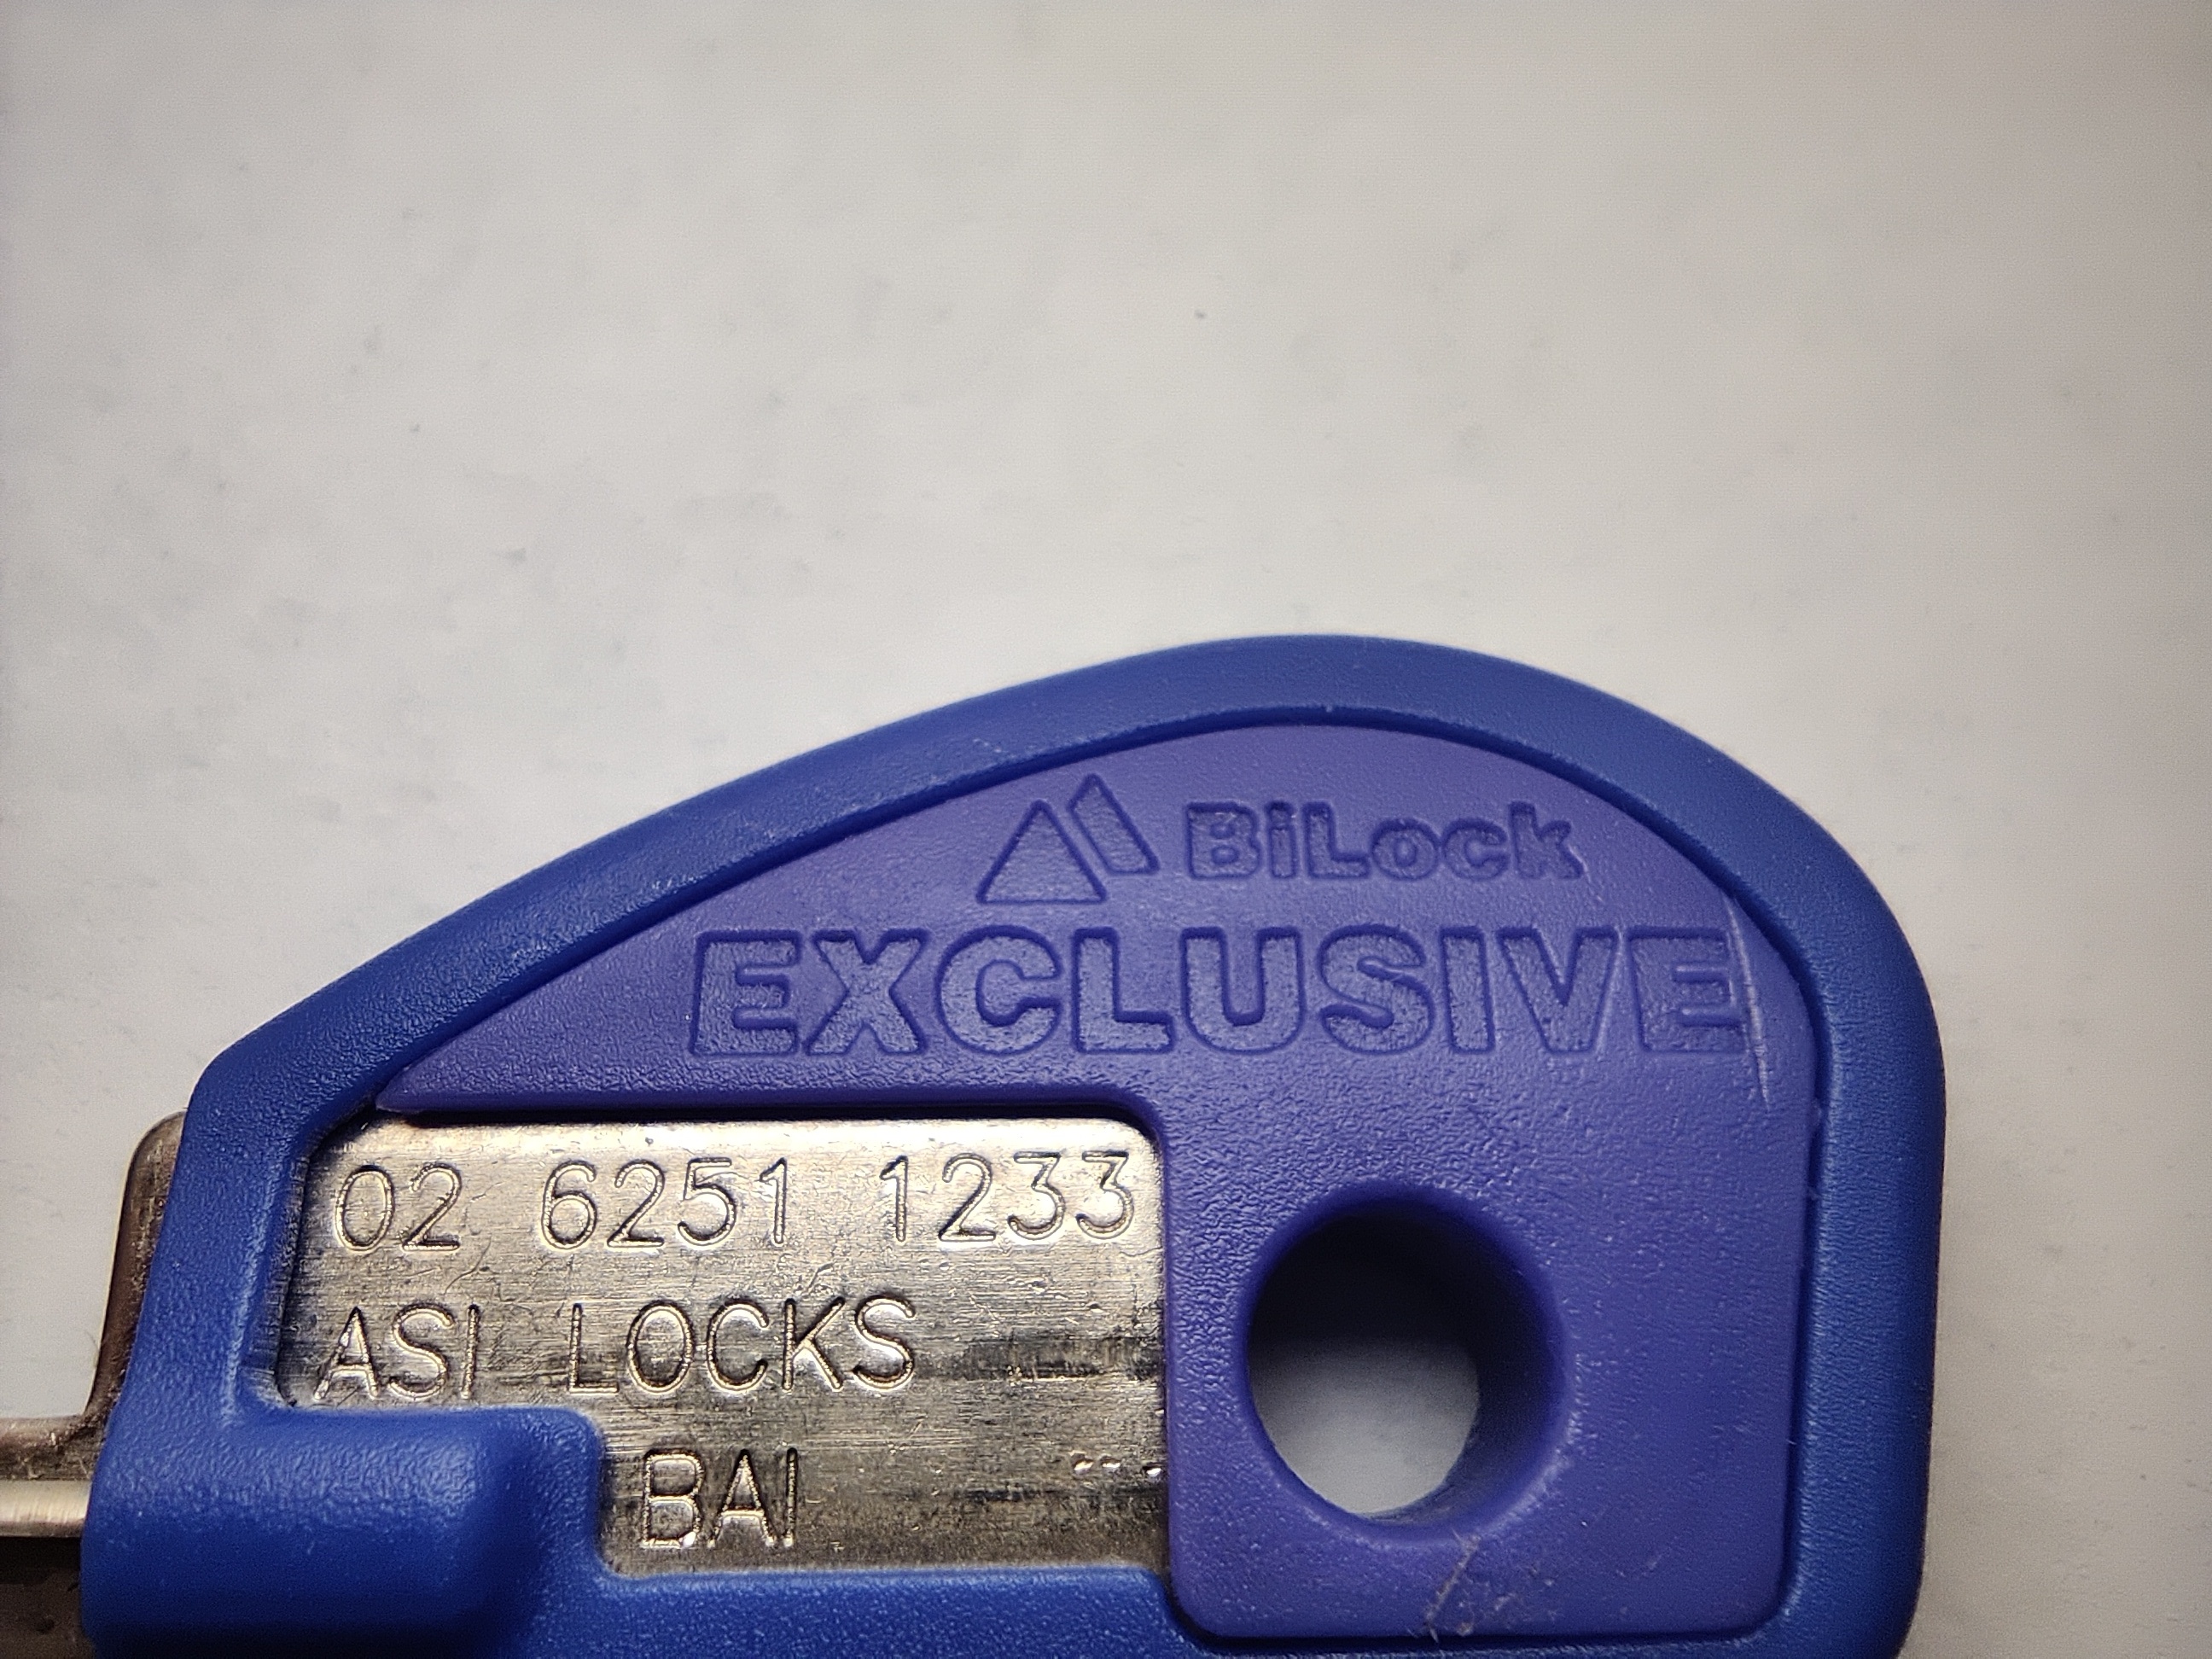 BiLock
EXCLUSIVE
02 6251 1233
ASI LOCKS
BAI